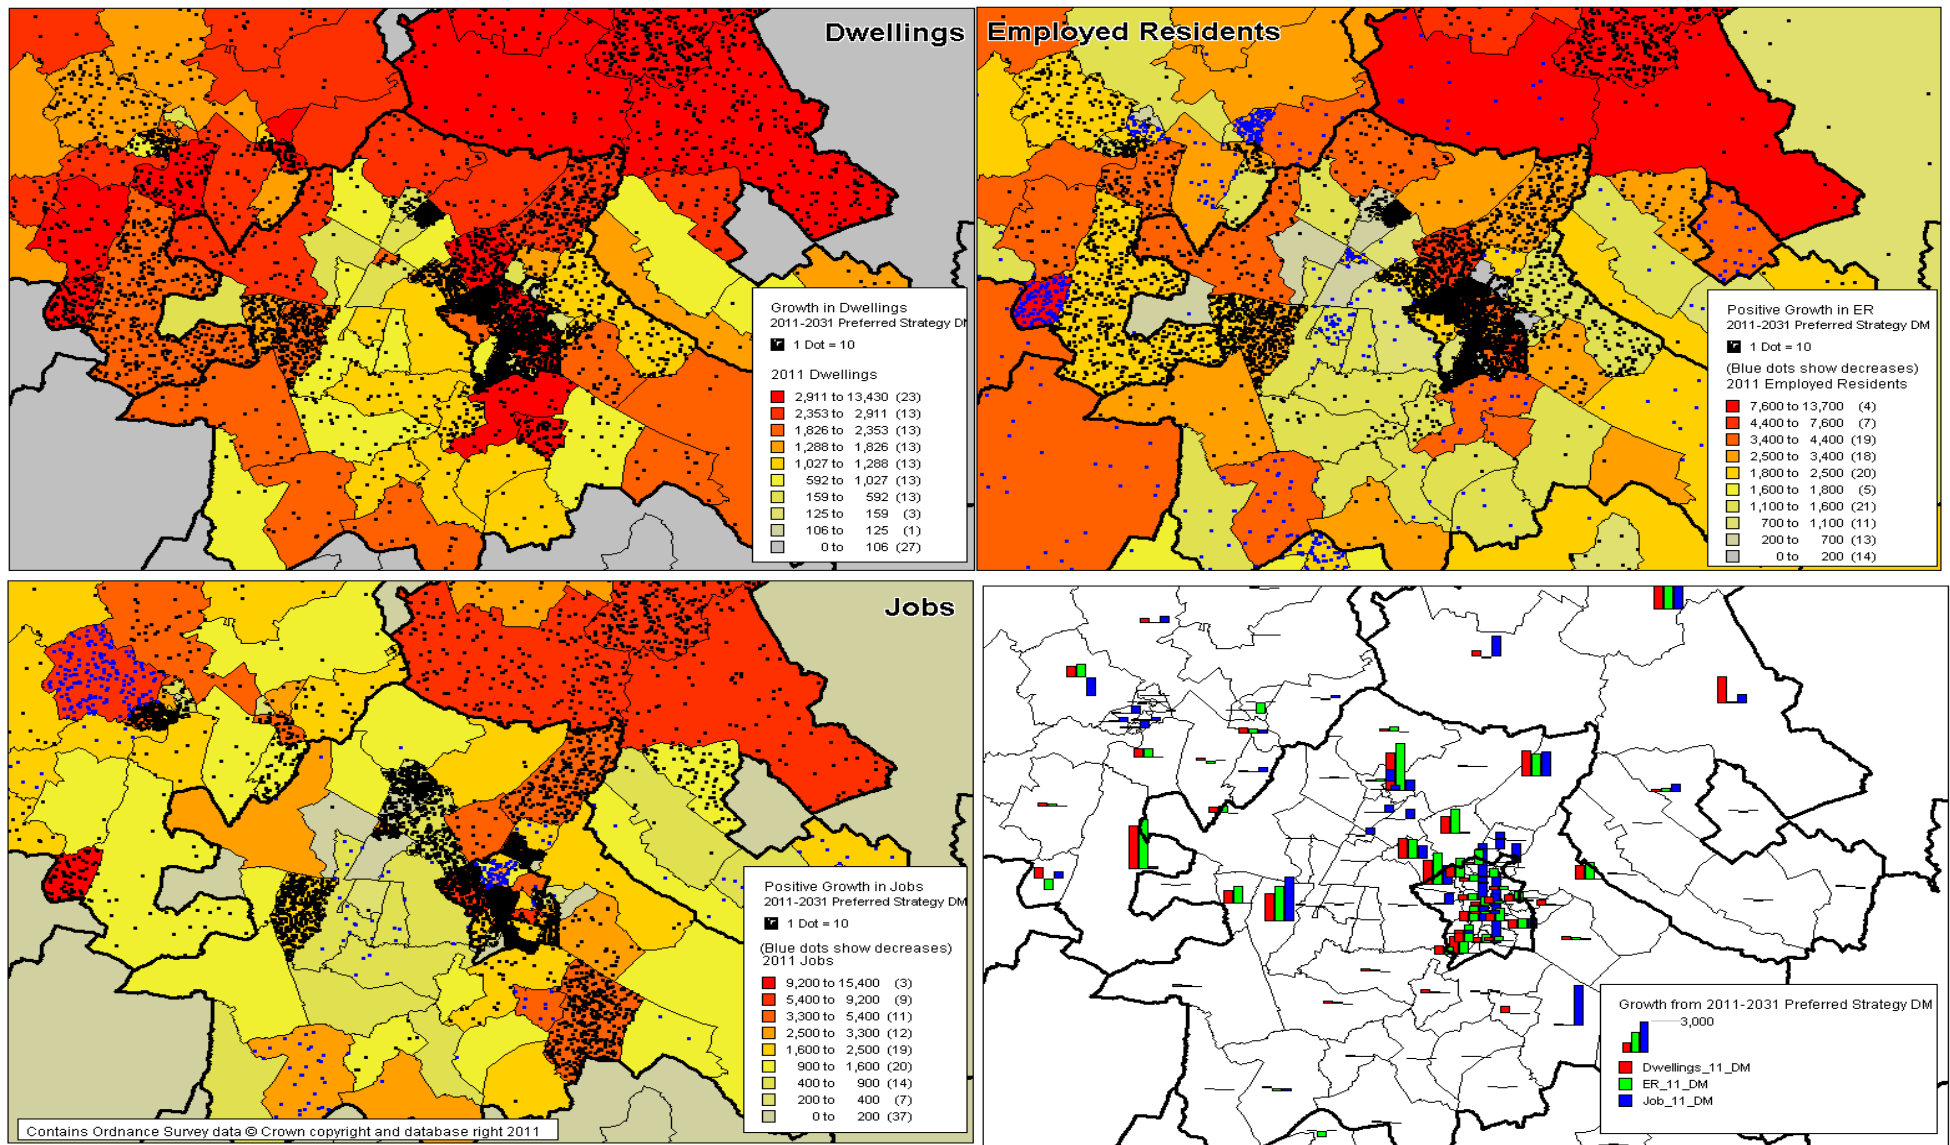 Dwellings
Growth in Dwellings
2011-2031 Preferred Strategy DM
1 Dot = 10
2011 Dwellings
2,911 to 13,430 (23)
2,353 to 2,911 (13)
1,826 to 2,353 (13)
1,288 to 1,826 (13)
1,027 to 1,288 (13)
592 to 1,027 (13)
159 to 592 (13)
125 to 159 (3)
106 to 125 (1)
0 to 106 (27)
Employed Residents
Positive Growth in ER
2011-2031 Preferred Strategy DM
1 Dot = 10
(Blue dots show decreases)
2011 Employed Residents
7,600 to 13,700 (4)
4,400 to 7,600 (7)
3,400 to 4,400 (19)
2,500 to 3,400 (18)
1,800 to 2,500 (20)
1,600 to 1,800 (5)
1,100 to 1,600 (21)
700 to 1,100 (11)
200 to 700 (13)
0 to 200 (14)
Jobs
Positive Growth in Jobs
2011-2031 Preferred Strategy DM
1 Dot = 10
(Blue dots show decreases)
2011 Jobs
9,200 to 15,400 (3)
5,400 to 9,200 (9)
3,300 to 5,400 (11)
2,500 to 3,300 (12)
1,600 to 2,500 (19)
900 to 1,600 (20)
400 to 900 (14)
200 to 400 (7)
0 to 200 (37)
Contains Ordnance Survey data © Crown copyright and database right 2011
Growth from 2011-2031 Preferred Strategy DM
3,000
Dwellings_11_DM
ER_11_DM
Job_11_DM